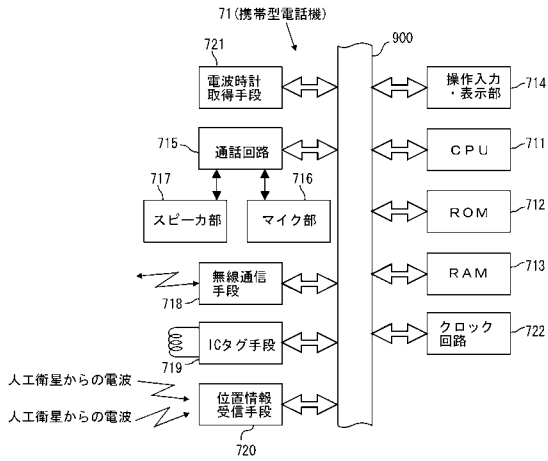 71(携帯型電話機)
900
721
電波時計
取得手段
操作入力
・表示部
714
715
通話回路
CPU
711
717
スピーカ部
716
マイク部
ROM
712
無線通信
手段
718
RAM
713
ICタグ手段
719
クロック
回路
722
人工衛星からの電波
人工衛星からの電波
位置情報
受信手段
720